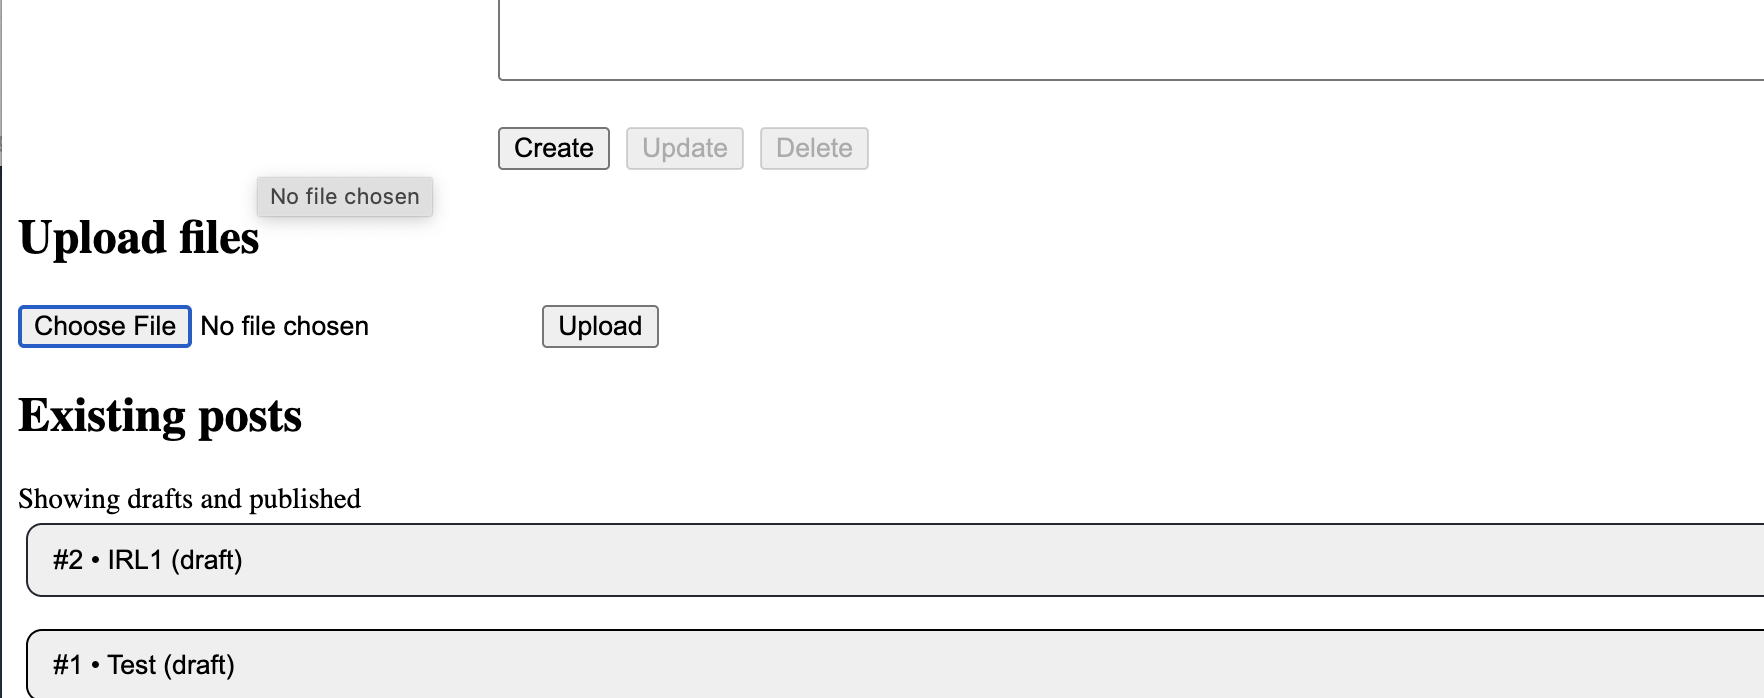 Create Update Delete
No file chosen
Upload files
Choose File No file chosen Upload
Existing posts
Showing drafts and published
#2 • IRL1 (draft)
#1 • Test (draft)